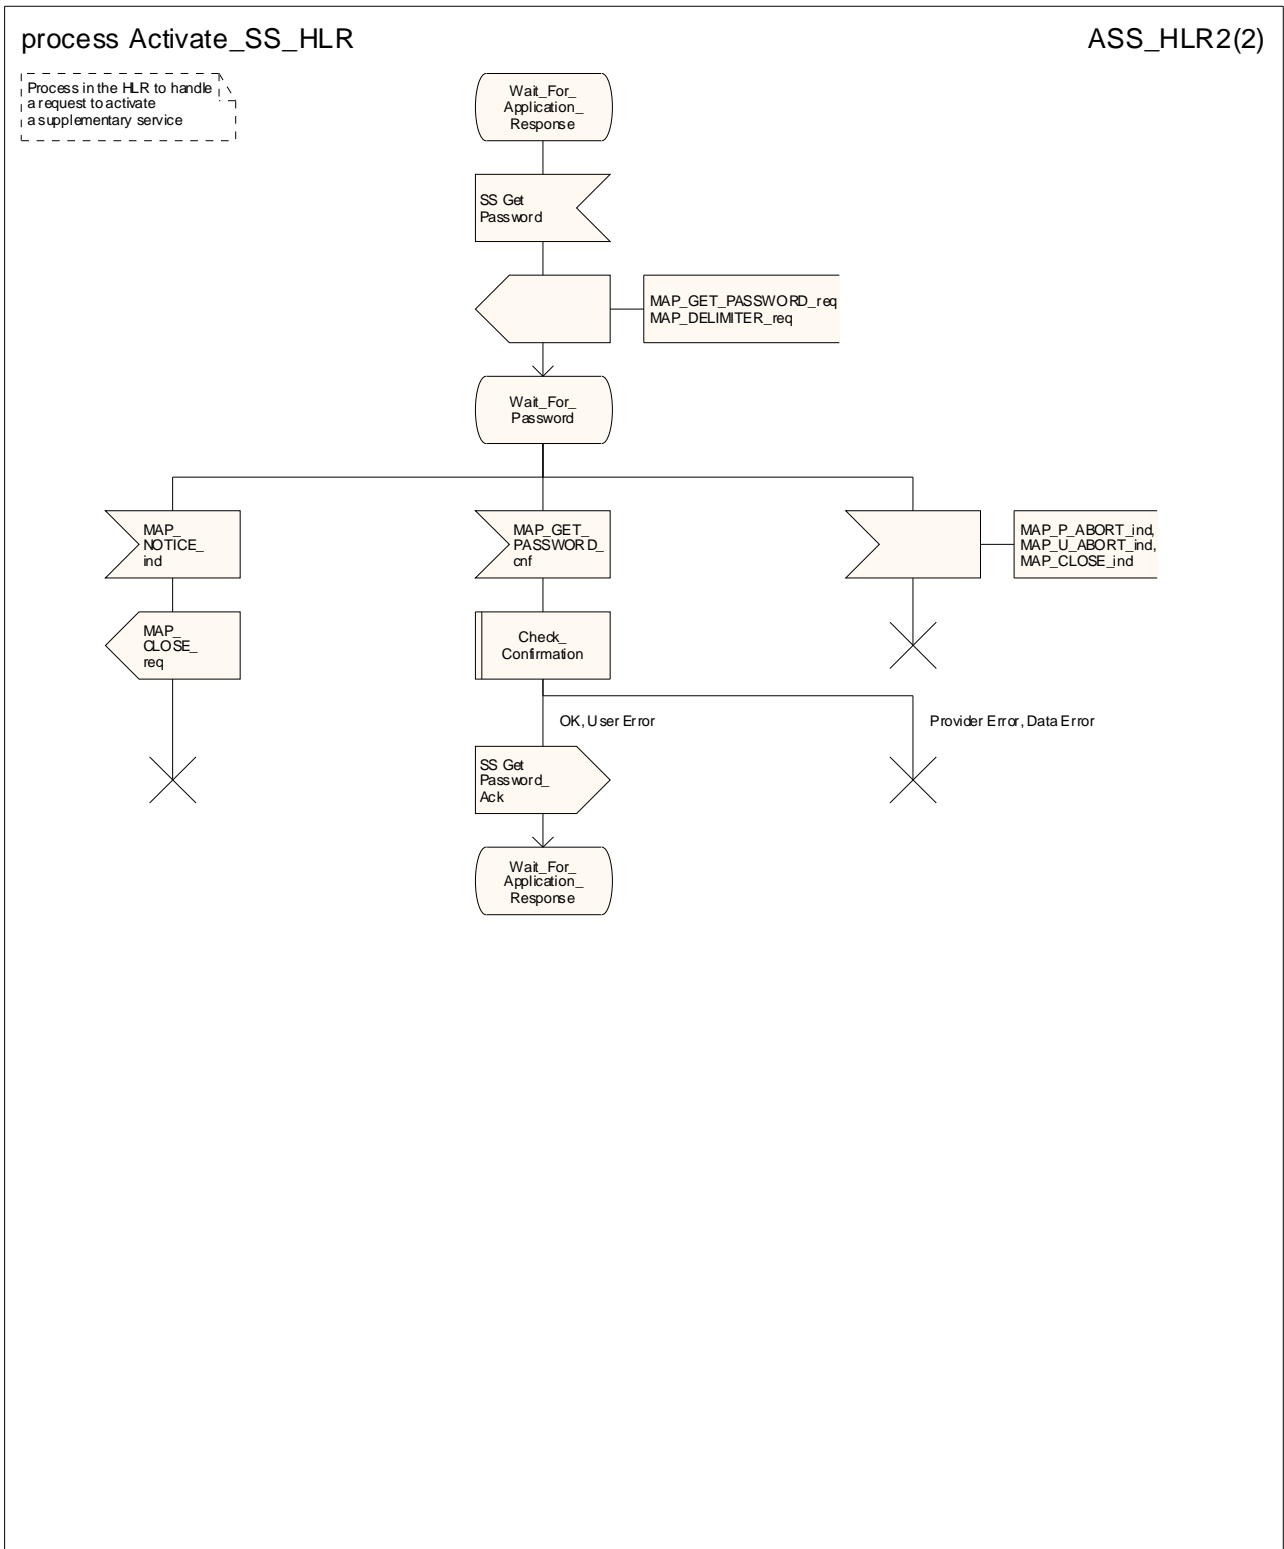 process Activate_SS_HLR
ASS_HLR2(2)
Process in the HLR to handle
a request to activate
a supplementary service
Wait_For_
Application_
Response
SS Get
Password
MAP_GET_PASSWORD_req
MAP_DELIMITER_req
Wait_For_
Password
MAP_
NOTICE_
ind
MAP_GET_
PASSWORD_
cnf
MAP_P_ABORT_ind,
MAP_U_ABORT_ind,
MAP_CLOSE_ind
MAP_
CLOSE_
req
Check_
Confirmation
OK, User Error
Provider Error, Data Error
SS Get
Password_
Ack
Wait_For_
Application_
Response